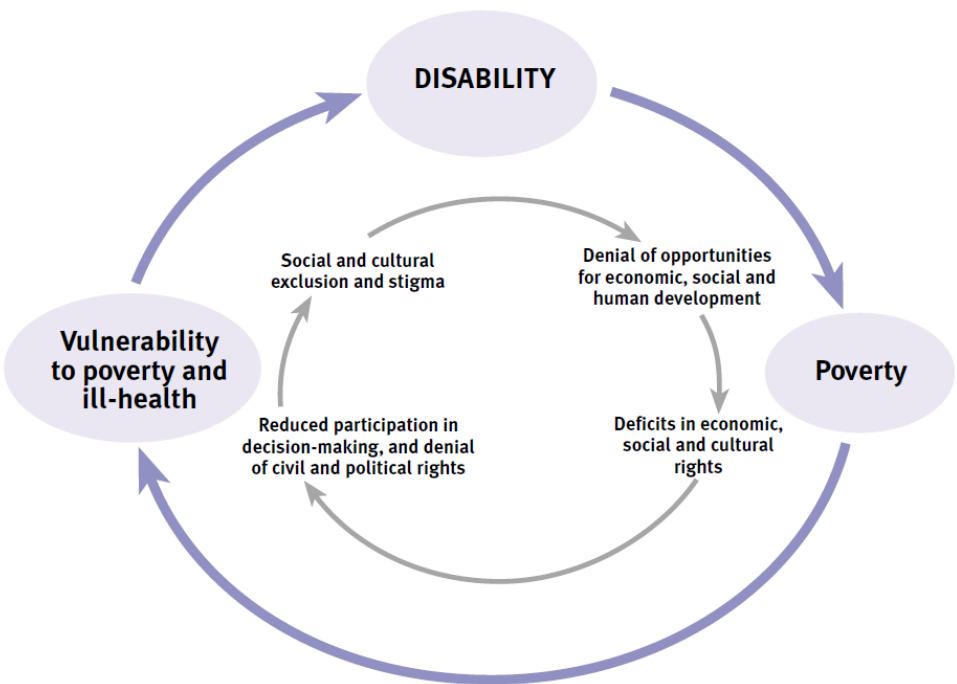 DISABILITY
Social and cultural
exclusion and stigma
Denial of opportunities
for economic, social and
human development
Vulnerability
to poverty and
ill-health
Poverty
Reduced participation in
decision-making, and denial
of civil and political rights
Deficits in economic,
social and cultural
rights